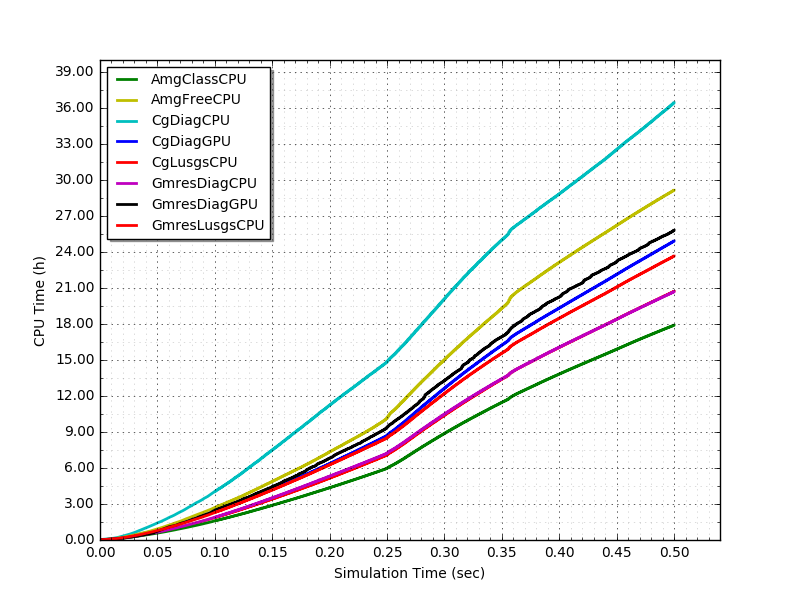 39.00
36.00
33.00
30.00
27.00
24.00
21.00
18.00
15.00
12.00
9.00
6.00
3.00
0.00
CPU Time (h)
AmgClassCPU
AmgFreeCPU
CgDiagCPU
CgDiagGPU
CgLusgsCPU
GmresDiagCPU
GmresDiagGPU
GmresLusgsCPU
0.00 0.05 0.10 0.15 0.20 0.25 0.30 0.35 0.40 0.45 0.50
Simulation Time (sec)